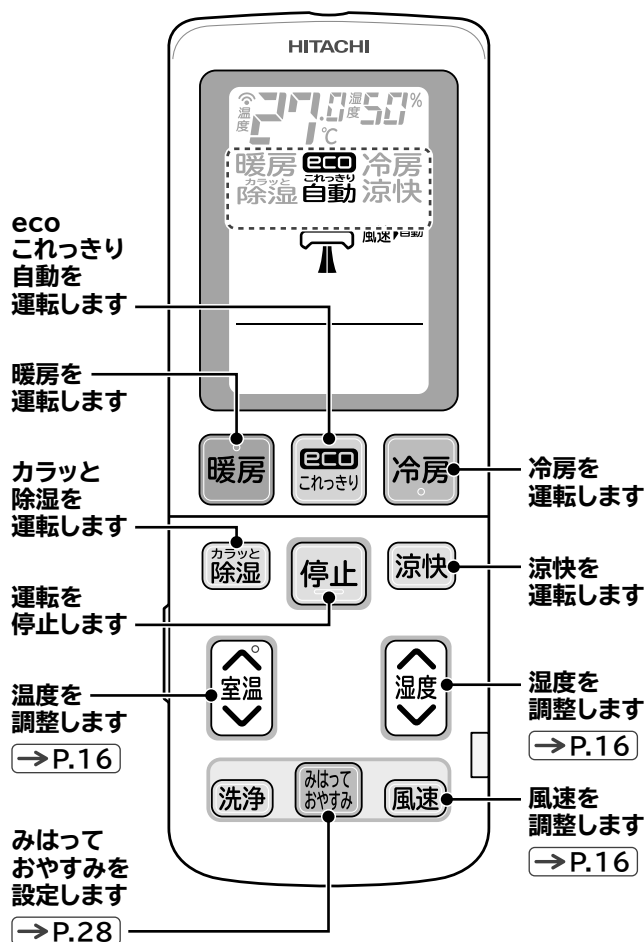 HITACHI
温度 27.0℃ 湿度 50%
暖房 eco 冷房
カラッと これっきり
除湿 自動 涼快
風速 自動
eco
これっきり
自動を
運転します
暖房を
運転します
暖房
eco
これっきり
冷房
冷房を
運転します
カラッと
除湿を
運転します
カラッと
除湿
停止
涼快
涼快を
運転します
運転を
停止します
温度を
調整します
→P.16
室温
湿度
湿度を
調整します
→P.16
洗浄
みはって
おやすみ
風速
風速を
調整します
→P.16
みはって
おやすみを
設定します
→P.28